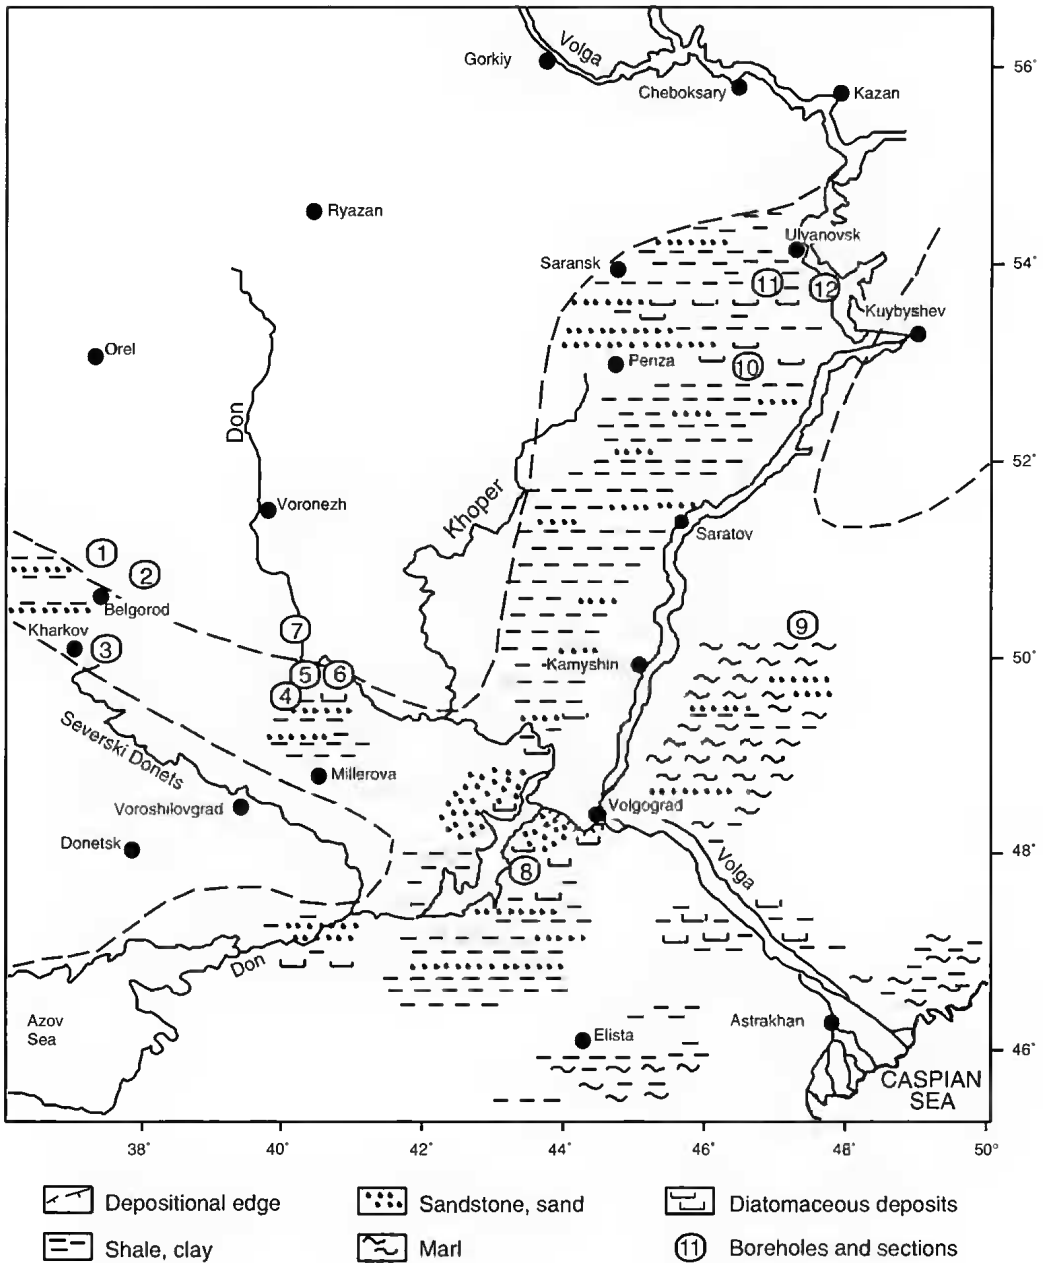 Volga
Gorkiy
56°
Cheboksary
Kazan
Ryazan
Ulyanovsk
Saransk
54°
11
12
Kuybyshev
Orel
Penza
10
Don
52°
Khoper
Voronezh
Saratov
1
2
Belgorod
Kharkov
3
7
9
50°
Kamyshin
5
6
4
Severski Donets
Millerova
Voroshilovgrad
Volgograd
Donetsk
48°
Volga
8
Don
Azov
Sea
Astrakhan
Elista
46°
CASPIAN
SEA
38°
40°
42°
44°
46°
48°
50°
Depositional edge
Sandstone, sand
Diatomaceous deposits
Shale, clay
Marl
11
Boreholes and sections